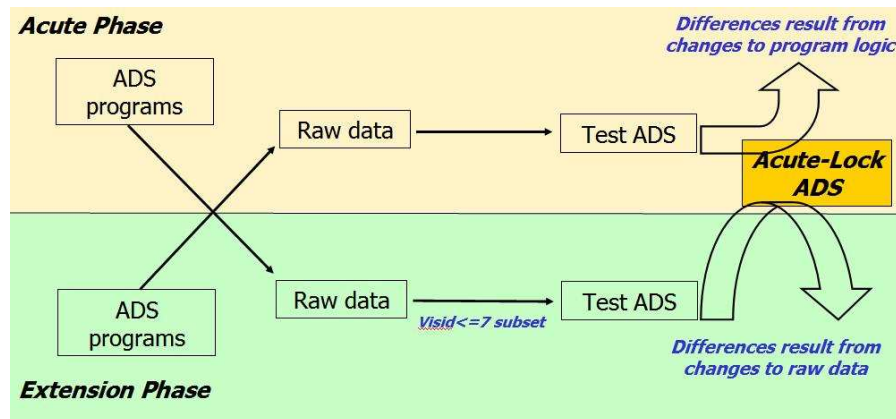 Acute Phase
Differences result from
changes to program logic
ADS
programs
Raw data
Test ADS
Acute-Lock
ADS
ADS
programs
Raw data
Visid<=7 subset
Test ADS
Differences result from
changes to raw data
Extension Phase